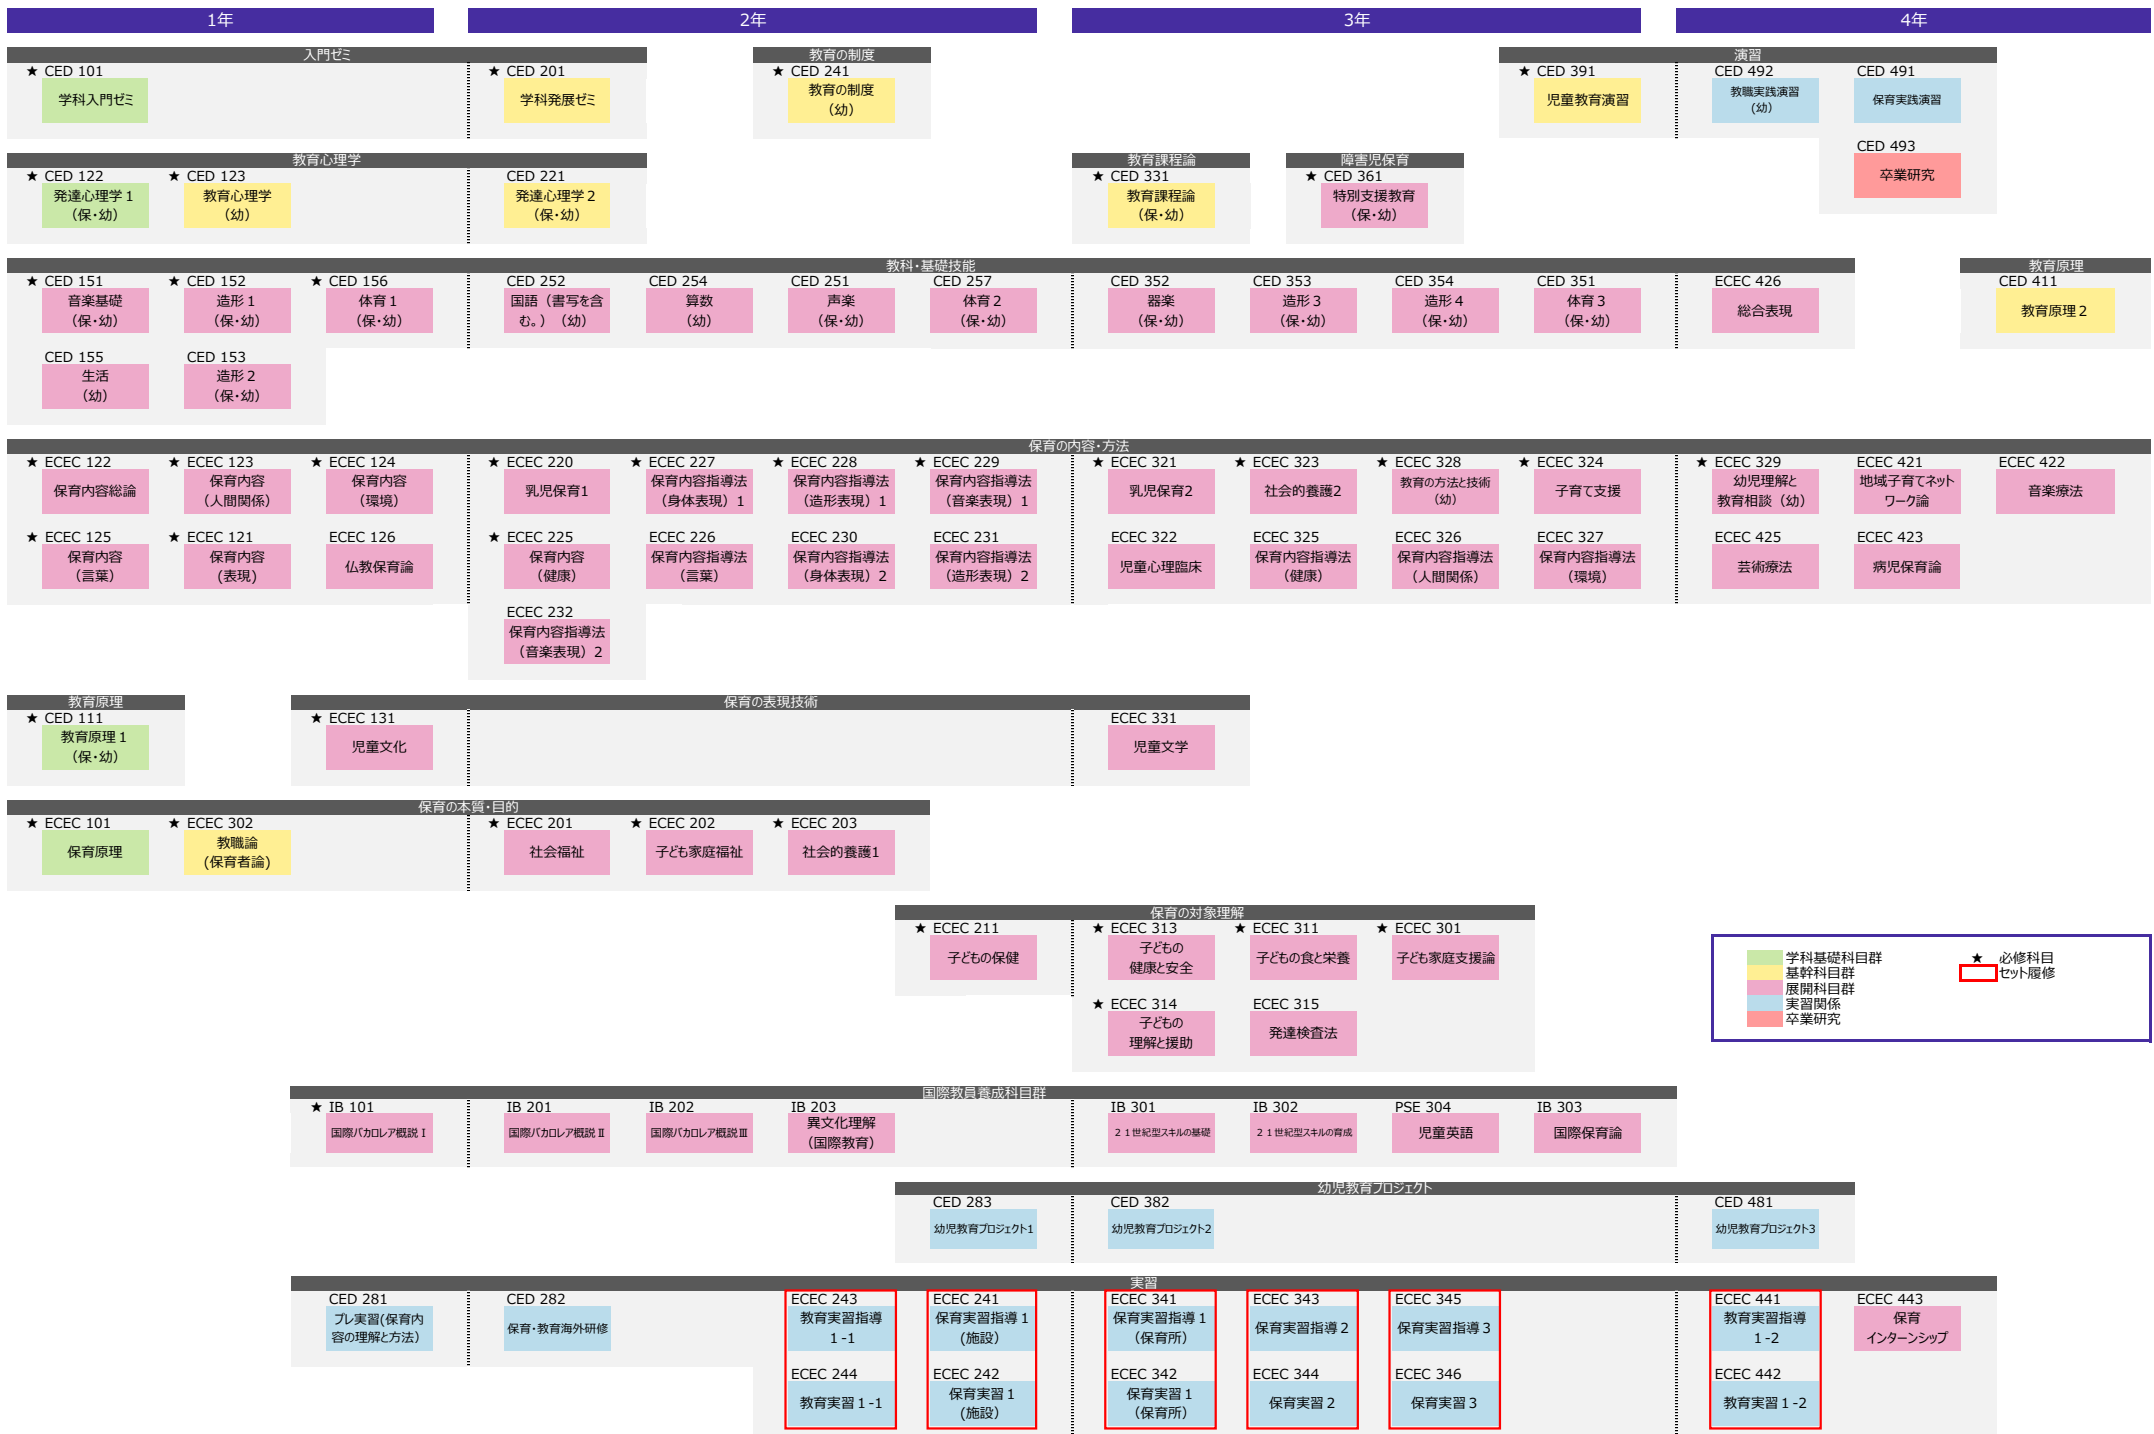 1年
2年
3年
4年
入門ゼミ
教育の制度
演習
★ CED 101
★ CED 201
★ CED 241
★ CED 391
CED 492
CED 491
学科入門ゼミ
学科発展ゼミ
教育の制度
（幼）
児童教育演習
教職実践演習
(幼)
保育実践演習
CED 493
卒業研究
教育心理学
教育課程論
障害児保育
★ CED 122
★ CED 123
CED 221
★ CED 331
★ CED 361
発達心理学１
（保・幼）
教育心理学
（幼）
発達心理学２
（保・幼）
教育課程論
（保・幼）
特別支援教育
（保・幼）
教科・基礎技能
教育原理
★ CED 151
★ CED 152
★ CED 156
CED 252
CED 254
CED 251
CED 257
CED 352
CED 353
CED 354
CED 351
ECEC 426
CED 411
音楽基礎
（保・幼）
造形１
（保・幼）
体育１
（保・幼）
国語（書写を含
む。）（幼）
算数
（幼）
声楽
（保・幼）
体育２
（保・幼）
器楽
（保・幼）
造形３
（保・幼）
造形４
（保・幼）
体育３
（保・幼）
総合表現
教育原理２
CED 155
CED 153
生活
（幼）
造形２
（保・幼）
保育の内容・方法
★ ECEC 122
★ ECEC 123
★ ECEC 124
★ ECEC 220
★ ECEC 227
★ ECEC 228
★ ECEC 229
★ ECEC 321
★ ECEC 323
★ ECEC 328
★ ECEC 324
★ ECEC 329
ECEC 421
ECEC 422
保育内容総論
保育内容
（人間関係）
保育内容
（環境）
乳児保育1
保育内容指導法
（身体表現）1
保育内容指導法
（造形表現）1
保育内容指導法
（音楽表現）1
乳児保育2
社会的養護2
教育の方法と技術
（幼）
子育て支援
幼児理解と
教育相談（幼）
地域子育てネット
ワーク論
音楽療法
★ ECEC 125
★ ECEC 121
ECEC 126
★ ECEC 225
ECEC 226
ECEC 230
ECEC 231
ECEC 322
ECEC 325
ECEC 326
ECEC 327
ECEC 425
ECEC 423
保育内容
（言葉）
保育内容
(表現)
仏教保育論
保育内容
（健康）
保育内容指導法
（言葉）
保育内容指導法
（身体表現）2
保育内容指導法
（造形表現）2
児童心理臨床
保育内容指導法
（健康）
保育内容指導法
（人間関係）
保育内容指導法
（環境）
芸術療法
病児保育論
ECEC 232
保育内容指導法
（音楽表現）2
教育原理
保育の表現技術
★ CED 111
★ ECEC 131
ECEC 331
教育原理１
（保・幼）
児童文化
児童文学
保育の本質・目的
★ ECEC 101
★ ECEC 302
★ ECEC 201
★ ECEC 202
★ ECEC 203
保育原理
教職論
(保育者論)
社会福祉
子ども家庭福祉
社会的養護1
保育の対象理解
★ ECEC 211
★ ECEC 313
★ ECEC 311
★ ECEC 301
子どもの保健
子どもの
健康と安全
子どもの食と栄養
子ども家庭支援論
★ ECEC 314
ECEC 315
子どもの
理解と援助
発達検査法
学科基礎科目群
基幹科目群
展開科目群
実習関係
卒業研究
★ 必修科目
セット履修
国際教員養成科目群
★ IB 101
IB 201
IB 202
IB 203
IB 301
IB 302
PSE 304
IB 303
国際バカロレア概説Ⅰ
国際バカロレア概説Ⅱ
国際バカロレア概説Ⅲ
異文化理解
（国際教育）
２１世紀型スキルの基礎
２１世紀型スキルの育成
児童英語
国際保育論
幼児教育プロジェクト
CED 283
CED 382
CED 481
幼児教育プロジェクト1
幼児教育プロジェクト2
幼児教育プロジェクト3
実習
CED 281
CED 282
ECEC 243
ECEC 241
ECEC 341
ECEC 343
ECEC 345
ECEC 441
ECEC 443
プレ実習(保育内
容の理解と方法）
保育・教育海外研修
教育実習指導
１-１
保育実習指導１
(施設）
保育実習指導１
（保育所）
保育実習指導２
保育実習指導３
教育実習指導
１-２
保育
インターンシップ
ECEC 244
ECEC 242
ECEC 342
ECEC 344
ECEC 346
ECEC 442
教育実習１-１
保育実習１
(施設）
保育実習１
（保育所）
保育実習２
保育実習３
教育実習１-２